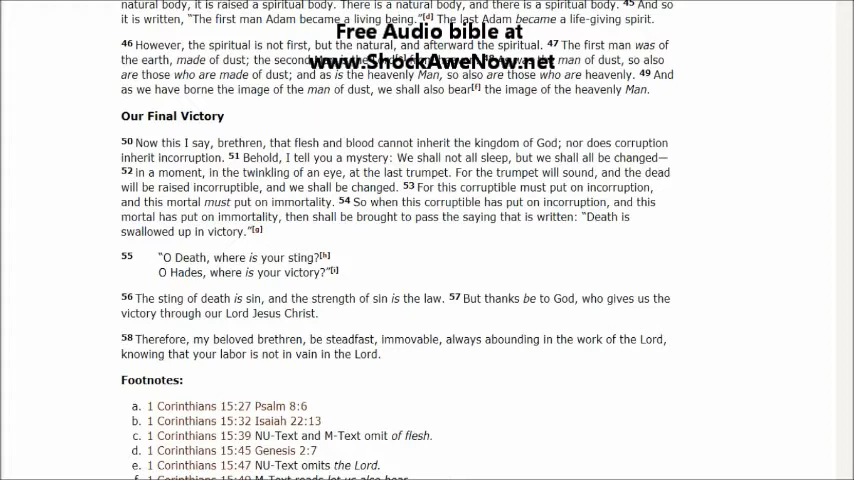 natural body, it is raised a spiritual body. There is a natural body, and there is a spiritual body. 45 And so
it is written, “The first man Adam became a living being.”[d] The last Adam became a life-giving spirit.
Free Audio bible at
www.ShockAweNow.net
46 However, the spiritual is not first, but the natural, and afterward the spiritual. 47 The first man was of
the earth, made of dust; the second man of dust, so also
are those who are made of dust; and as is the heavenly Man, so also are those who are heavenly. 49 And
as we have borne the image of the man of dust, we shall also bear[f] the image of the heavenly Man.
Our Final Victory
50 Now this I say, brethren, that flesh and blood cannot inherit the kingdom of God; nor does corruption
inherit incorruption. 51 Behold, I tell you a mystery: We shall not all sleep, but we shall all be changed—
52 in a moment, in the twinkling of an eye, at the last trumpet. For the trumpet will sound, and the dead
will be raised incorruptible, and we shall be changed. 53 For this corruptible must put on incorruption,
and this mortal must put on immortality. 54 So when this corruptible has put on incorruption, and this
mortal has put on immortality, then shall be brought to pass the saying that is written: “Death is
swallowed up in victory.”[g]
55 “O Death, where is your sting?[h]
O Hades, where is your victory?”[i]
56 The sting of death is sin, and the strength of sin is the law. 57 But thanks be to God, who gives us the
victory through our Lord Jesus Christ.
58 Therefore, my beloved brethren, be steadfast, immovable, always abounding in the work of the Lord,
knowing that your labor is not in vain in the Lord.
Footnotes:
a. 1 Corinthians 15:27 Psalm 8:6
b. 1 Corinthians 15:32 Isaiah 22:13
c. 1 Corinthians 15:39 NU-Text and M-Text omit of flesh.
d. 1 Corinthians 15:45 Genesis 2:7
e. 1 Corinthians 15:47 NU-Text omits the Lord.
f. 1 Corinthians 15:49 M-Text reads let us also bear.